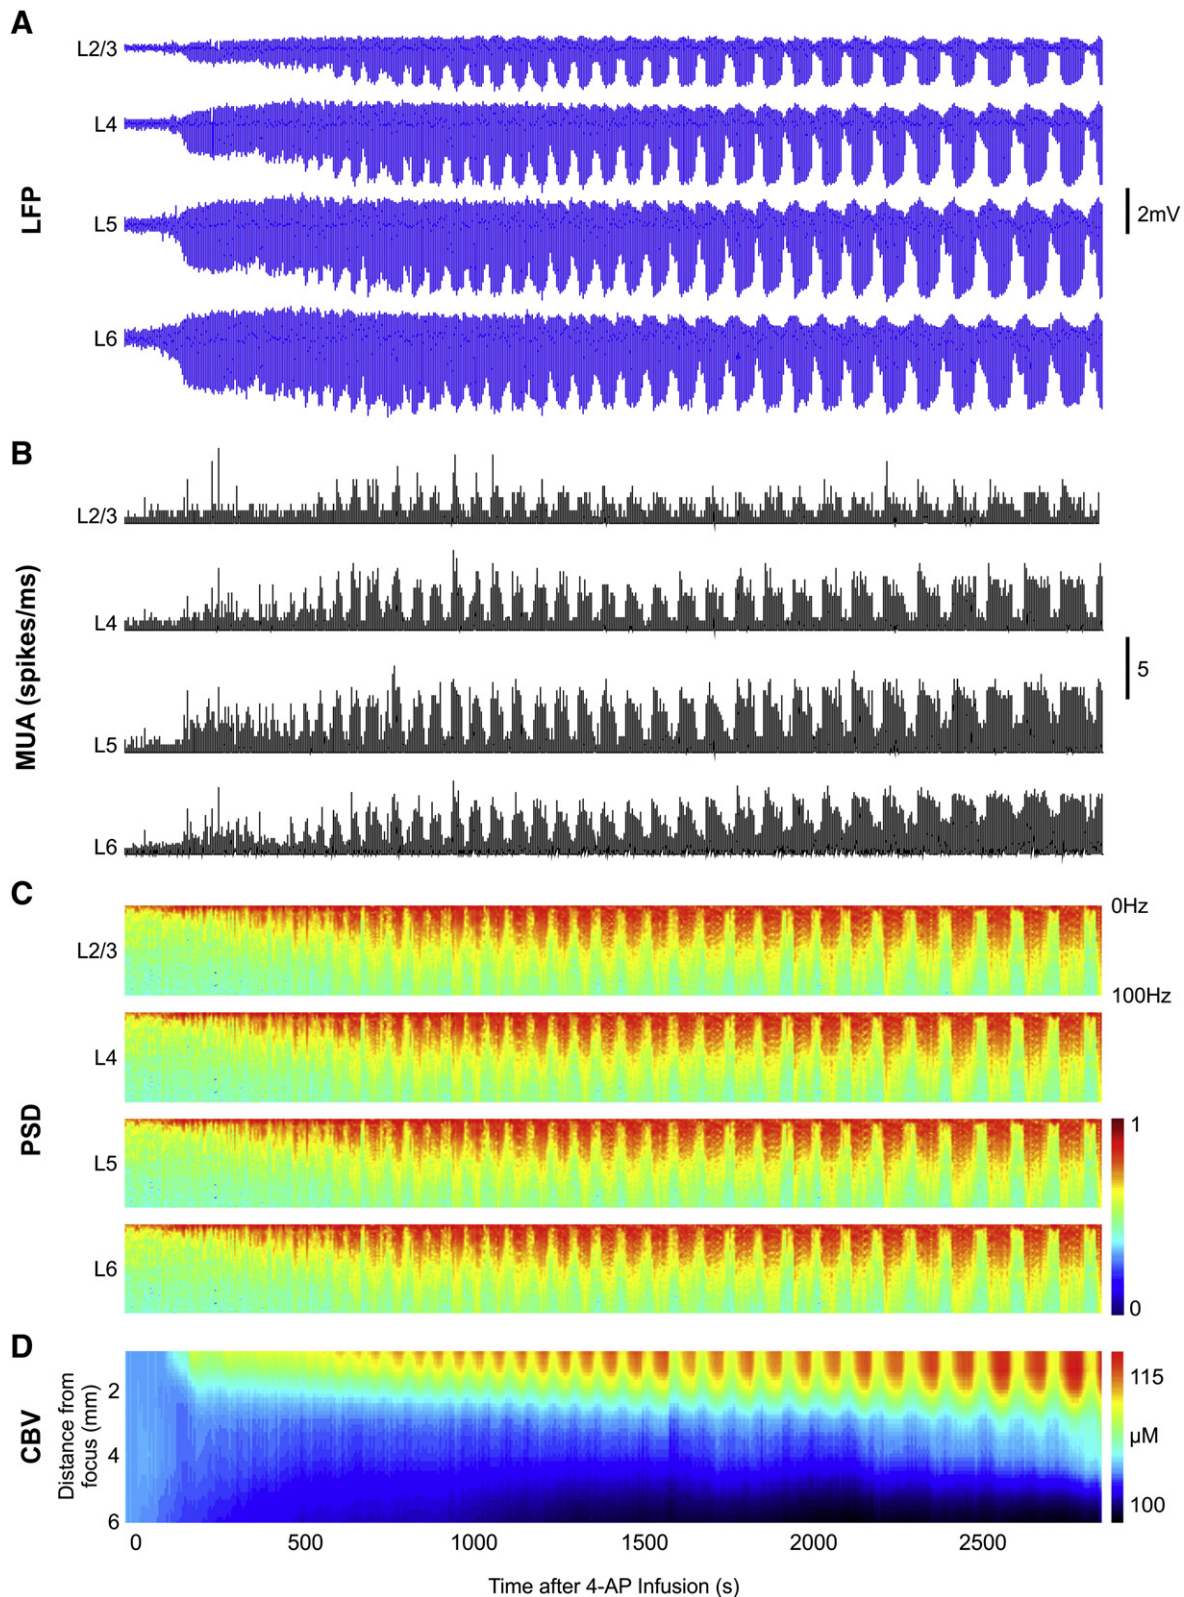 A
L2/3
L4
L5
L6
LFP
2mV
B
L2/3
L4
L5
L6
MUA (spikes/ms)
5
C
L2/3
L4
L5
L6
PSD
0Hz
100Hz
1
0
D
CBV
Distance from
focus (mm)
2
4
6
115
µM
100
0 500 1000 1500 2000 2500
Time after 4-AP Infusion (s)